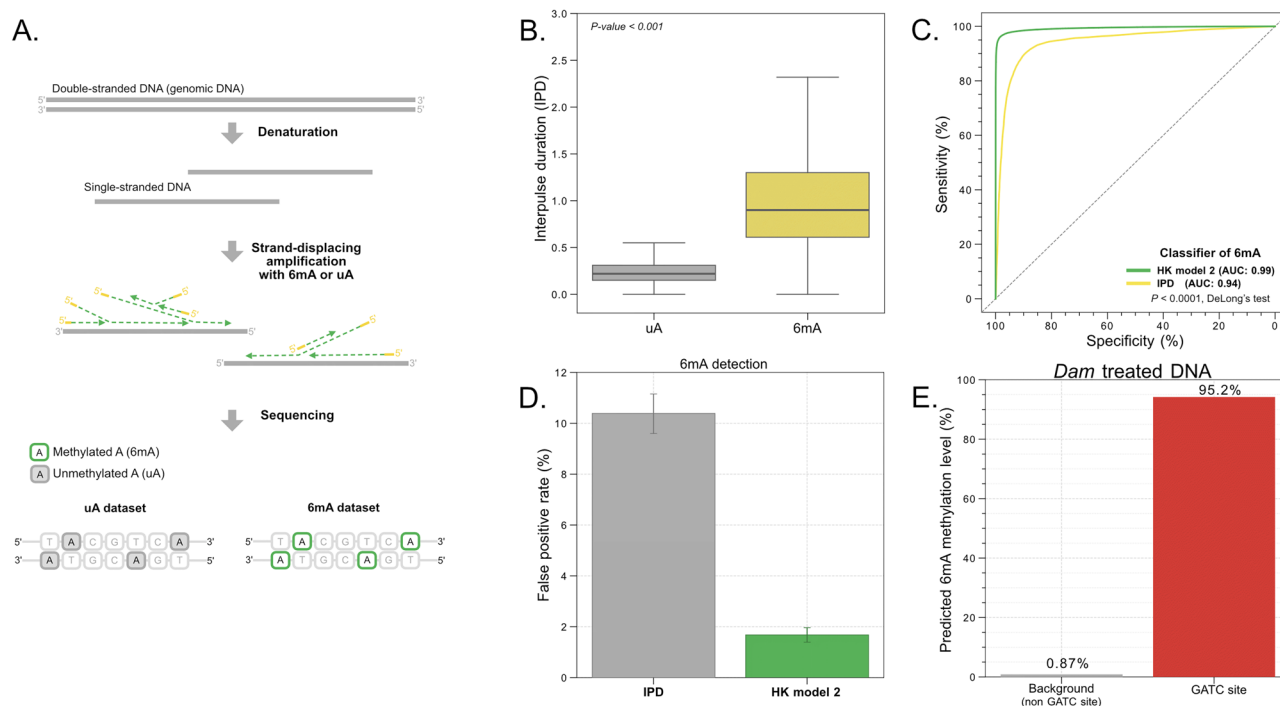 A.
Double-stranded DNA (genomic DNA)
5' 3'
3' 5'
Denaturation
Single-stranded DNA
Strand-displacing
amplification
with 6mA or uA
5' 5' 5' 5'
3' 5'
5' 5' 5'
5' 3'
Sequencing
A Methylated A (6mA)
A Unmethylated A (uA)
uA dataset
5' T A C G T C A 3'
3' A T G C A G T 5'
6mA dataset
5' T A C G T C A 3'
3' A T G C A G T 5'
B.
P-value < 0.001
Interpulse duration (IPD)
3.0
2.5
2.0
1.5
1.0
0.5
0.0
uA 6mA
C.
Sensitivity (%)
100
80
60
40
20
0
Classifier of 6mA
HK model 2 (AUC: 0.99)
IPD (AUC: 0.94)
P < 0.0001, DeLong's test
100 80 60 40 20 0
Specificity (%)
D.
6mA detection
False positive rate (%)
12
10
8
6
4
2
0
IPD HK model 2
E.
Dam treated DNA
Predicted 6mA methylation level (%)
100
80
60
40
20
0
0.87%
95.2%
Background
(non GATC site)
GATC site